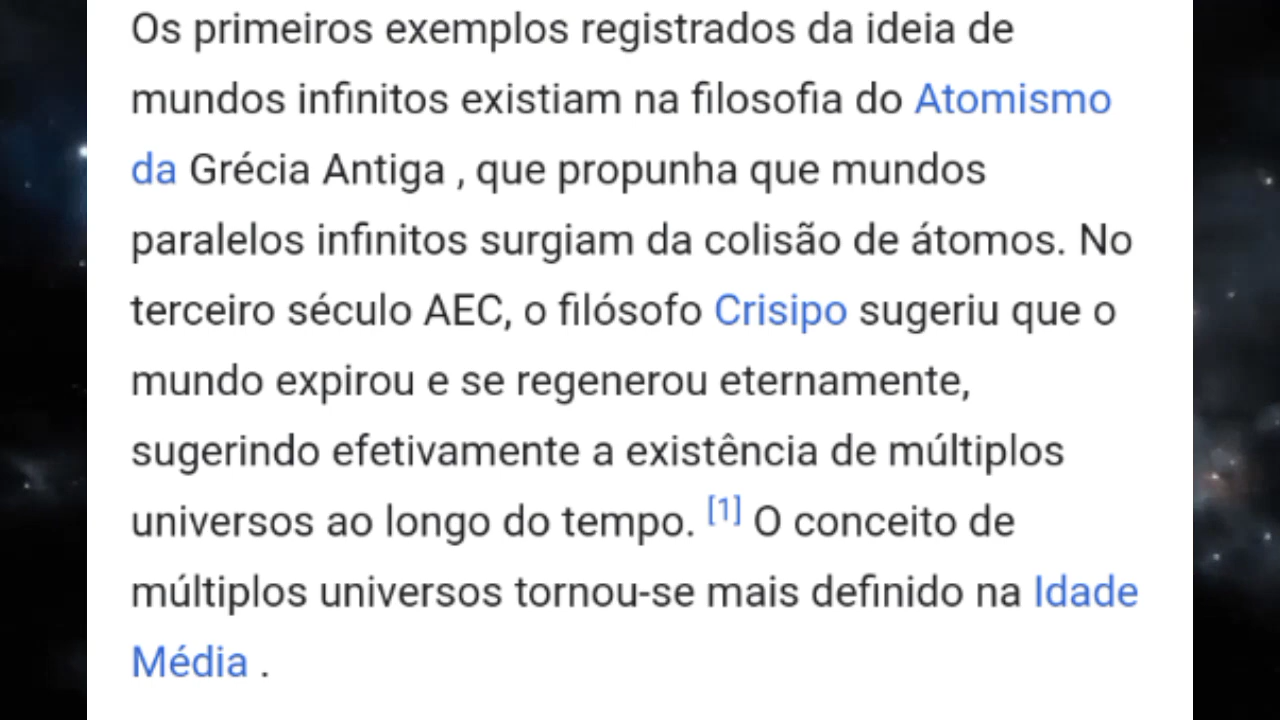 Os primeiros exemplos registrados da ideia de
mundos infinitos existiam na filosofia do Atomismo
da Grécia Antiga , que propunha que mundos
paralelos infinitos surgiam da colisão de átomos. No
terceiro século AEC, o filósofo Crisipo sugeriu que o
mundo expirou e se regenerou eternamente,
sugerindo efetivamente a existência de múltiplos
universos ao longo do tempo. [1] O conceito de
múltiplos universos tornou-se mais definido na Idade
Média .